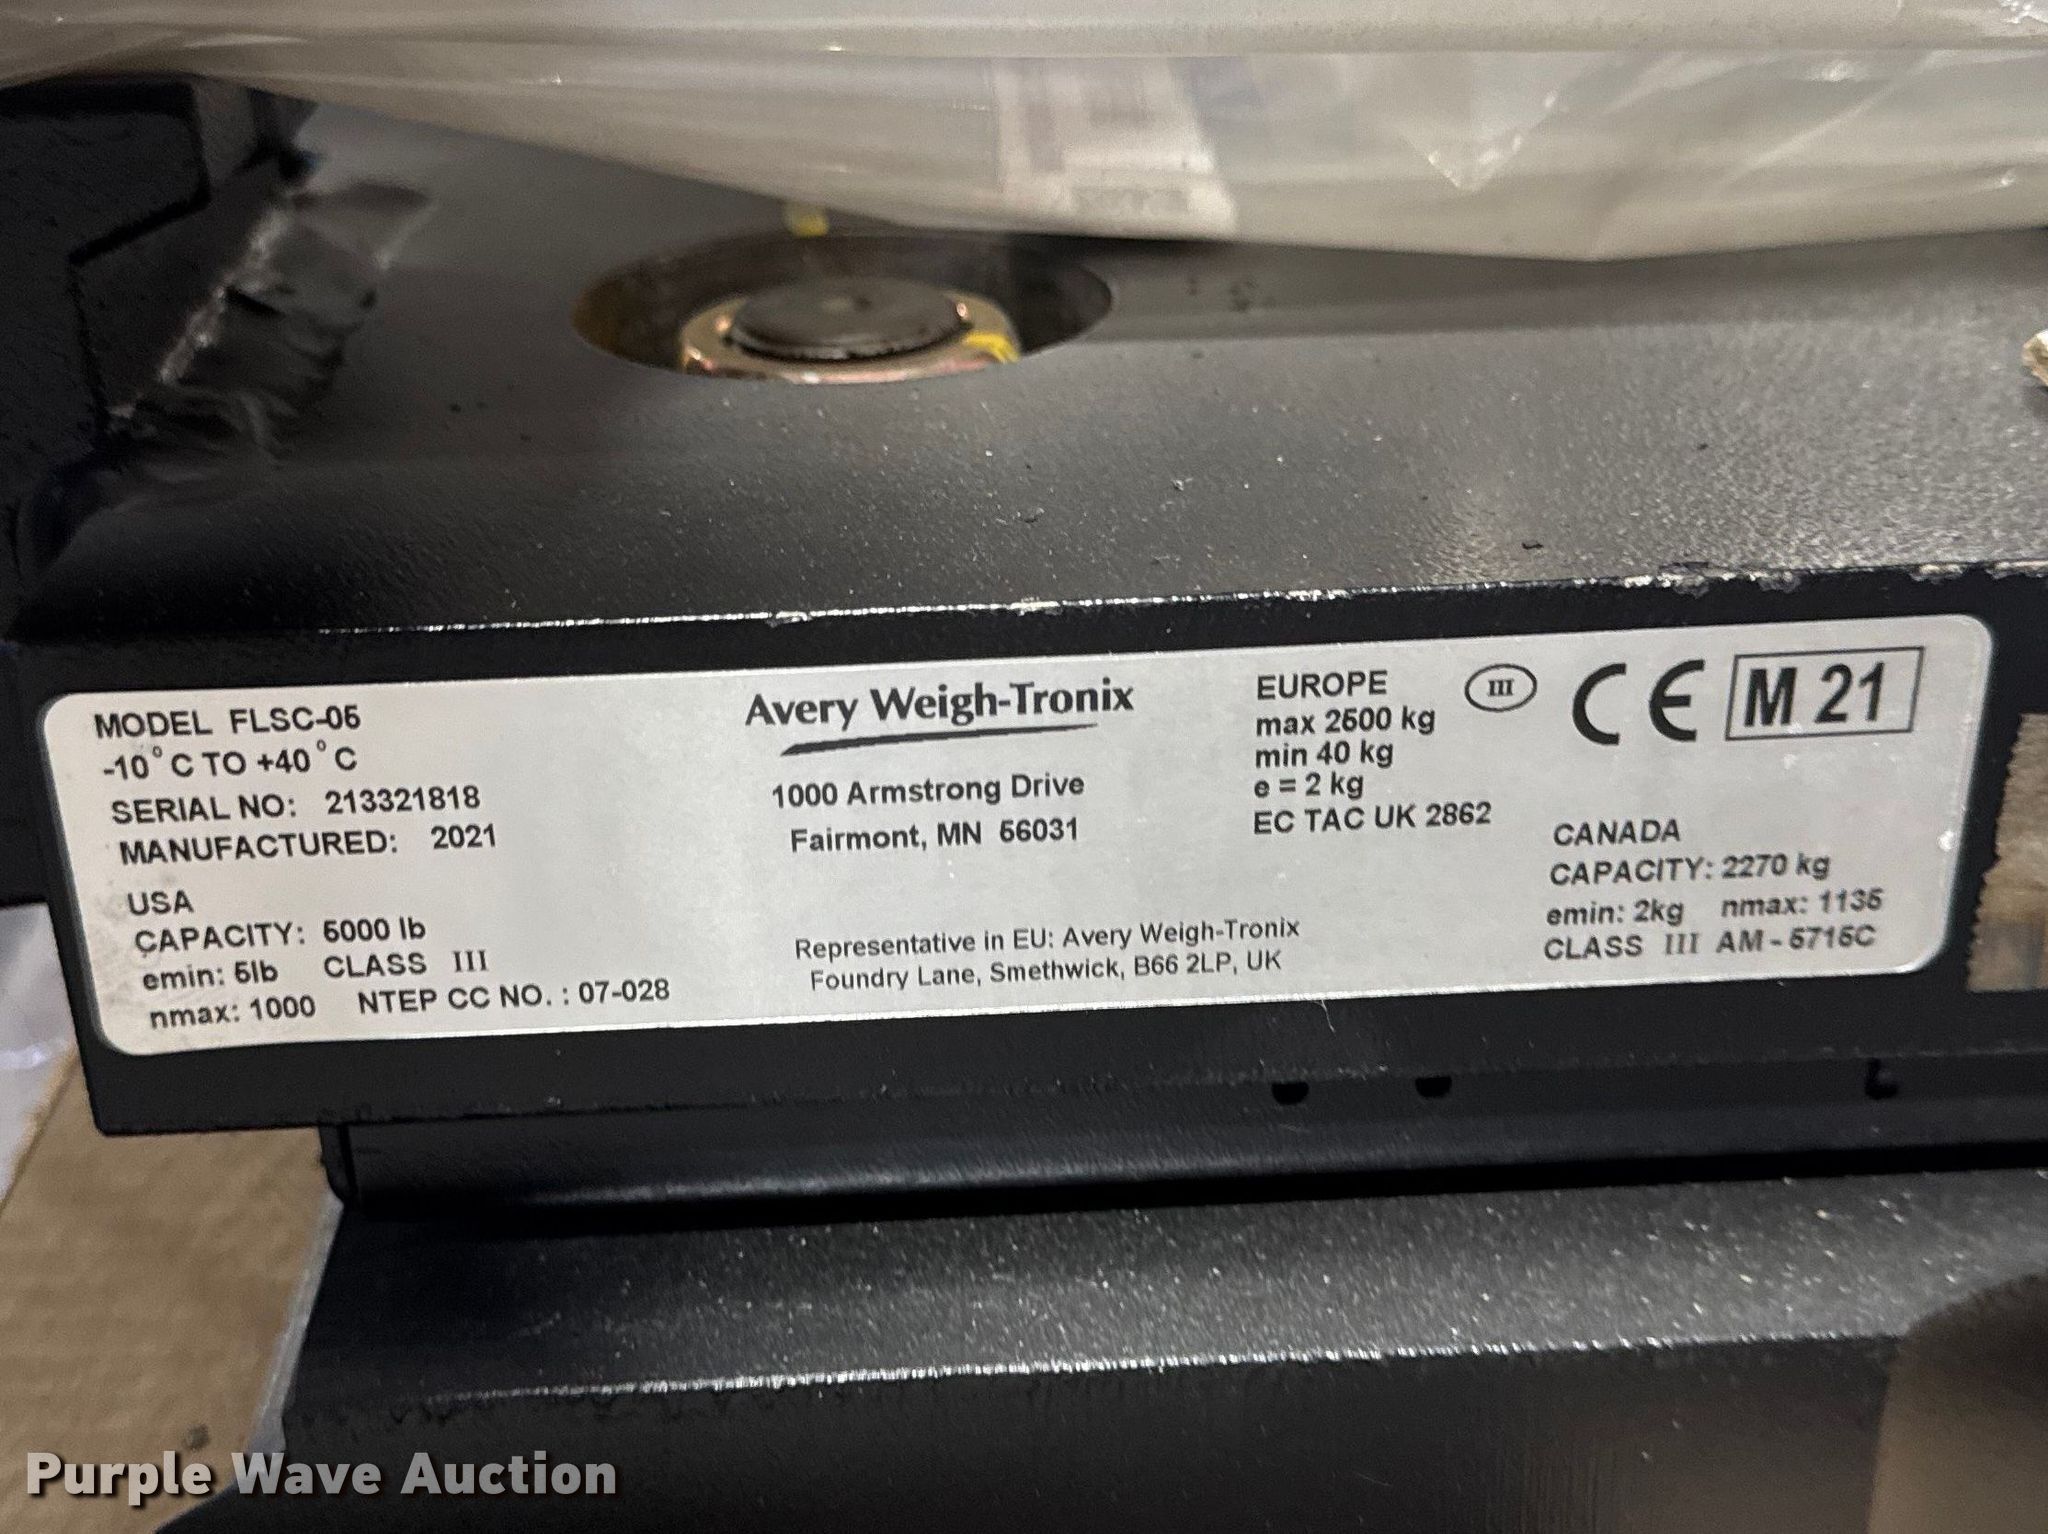 MODEL FLSC-05
-10°C TO +40°C
SERIAL NO: 213321818
MANUFACTURED: 2021
USA
CAPACITY: 5000 lb
emin: 5lb CLASS III
nmax: 1000 NTEP CC NO. : 07-028
Avery Weigh-Tronix
1000 Armstrong Drive
Fairmont, MN 56031
Representative in EU: Avery Weigh-Tronix
Foundry Lane, Smethwick, B66 2LP, UK
EUROPE
max 2500 kg
min 40 kg
e = 2 kg
EC TAC UK 2862
III CE M 21
CANADA
CAPACITY: 2270 kg
emin: 2kg nmax: 1135
CLASS III AM - 5715C
Purple Wave Auction